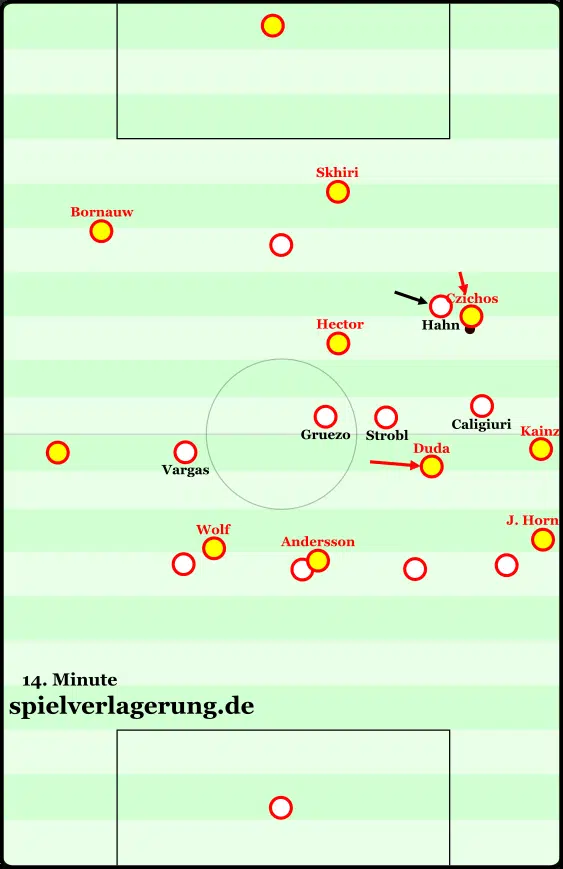 Skhiri
Bornauw
Czichos
Hahn
Hector
Caligiuri
Gruezo
Strobl
Kainz
Duda
Vargas
J. Horn
Wolf
Andersson
14. Minute
spielverlagerung.de